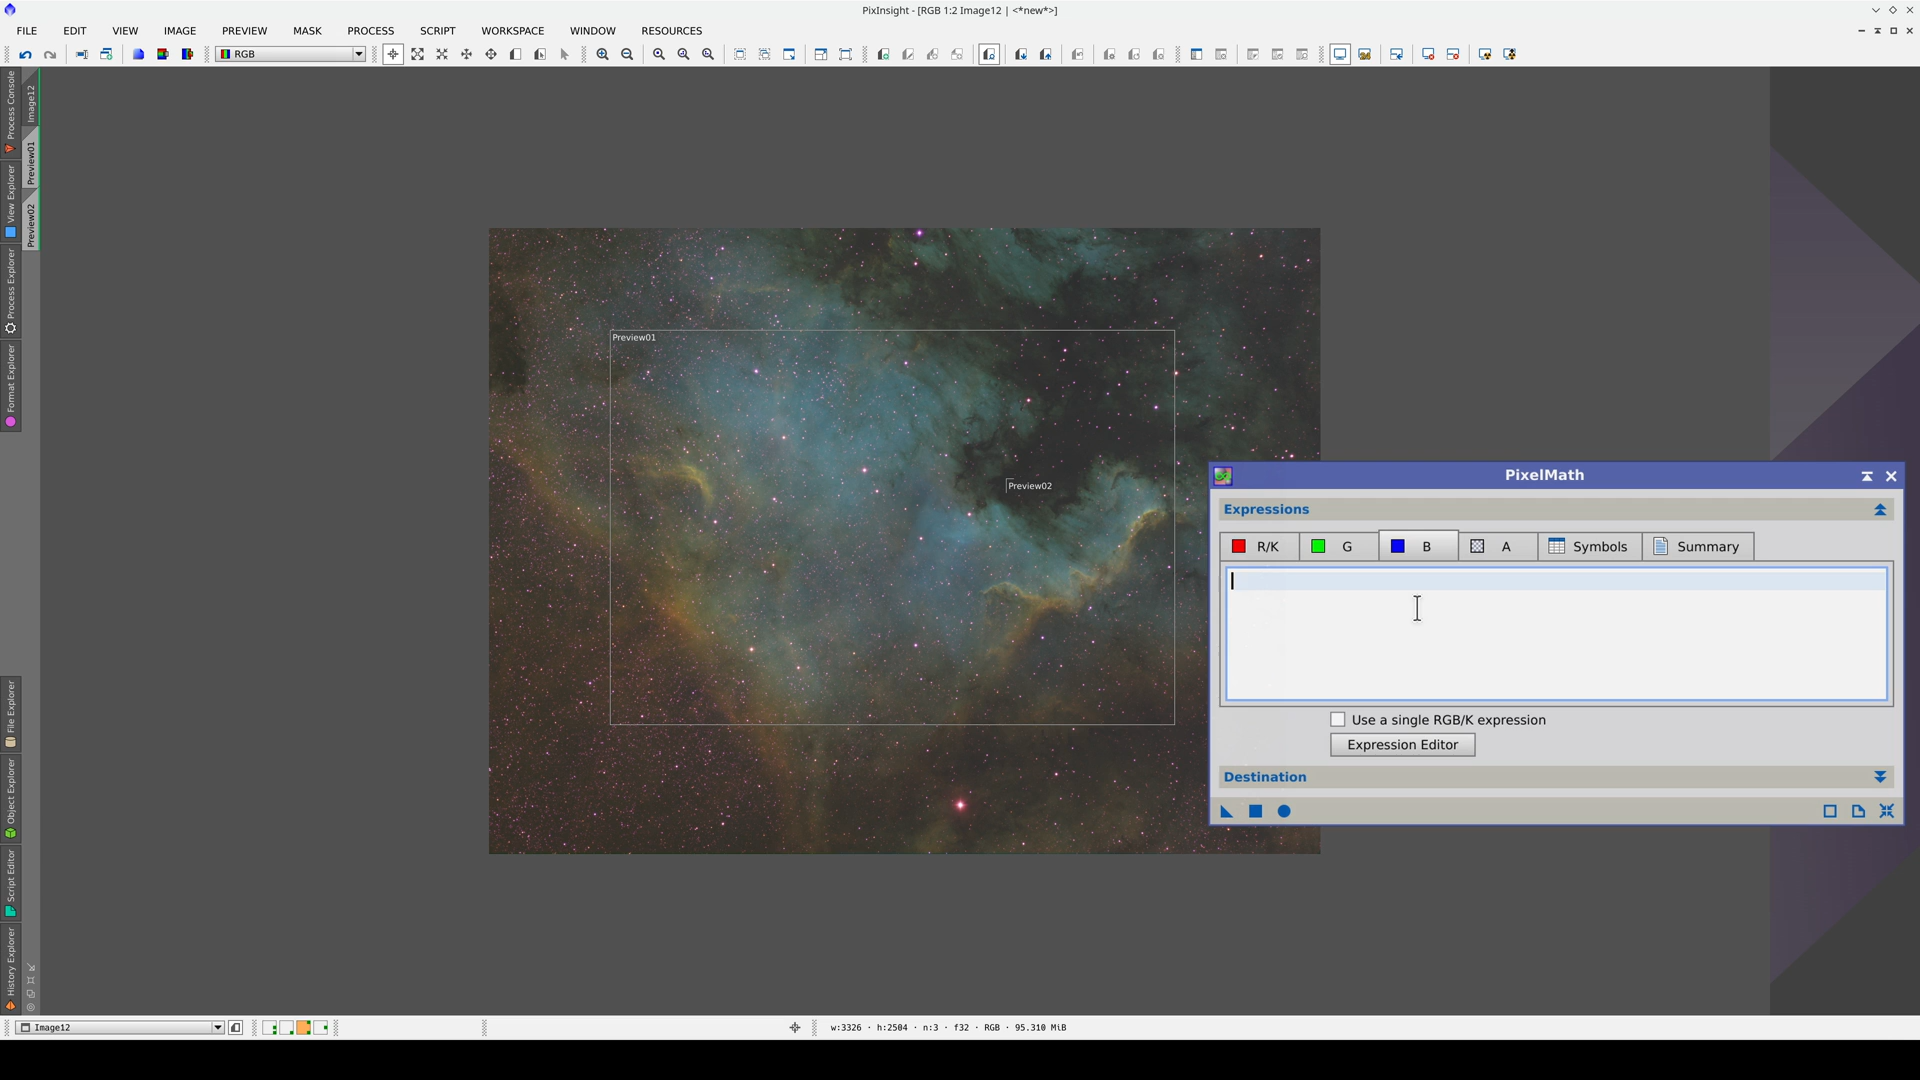 PixInsight - [RGB 1:2 Image12 | <*new*>]
FILE EDIT VIEW IMAGE PREVIEW MASK PROCESS SCRIPT WORKSPACE WINDOW RESOURCES
RGB
Process Console
View Explorer
Process Explorer
Format Explorer
File Explorer
Object Explorer
Script Editor
History Explorer
Image12
Preview01
Preview02
Preview01
Preview02
PixelMath
Expressions
R/K G B A Symbols Summary
Use a single RGB/K expression
Expression Editor
Destination
Image12
w:3326 · h:2504 · n:3 · f32 · RGB · 95.310 MiB